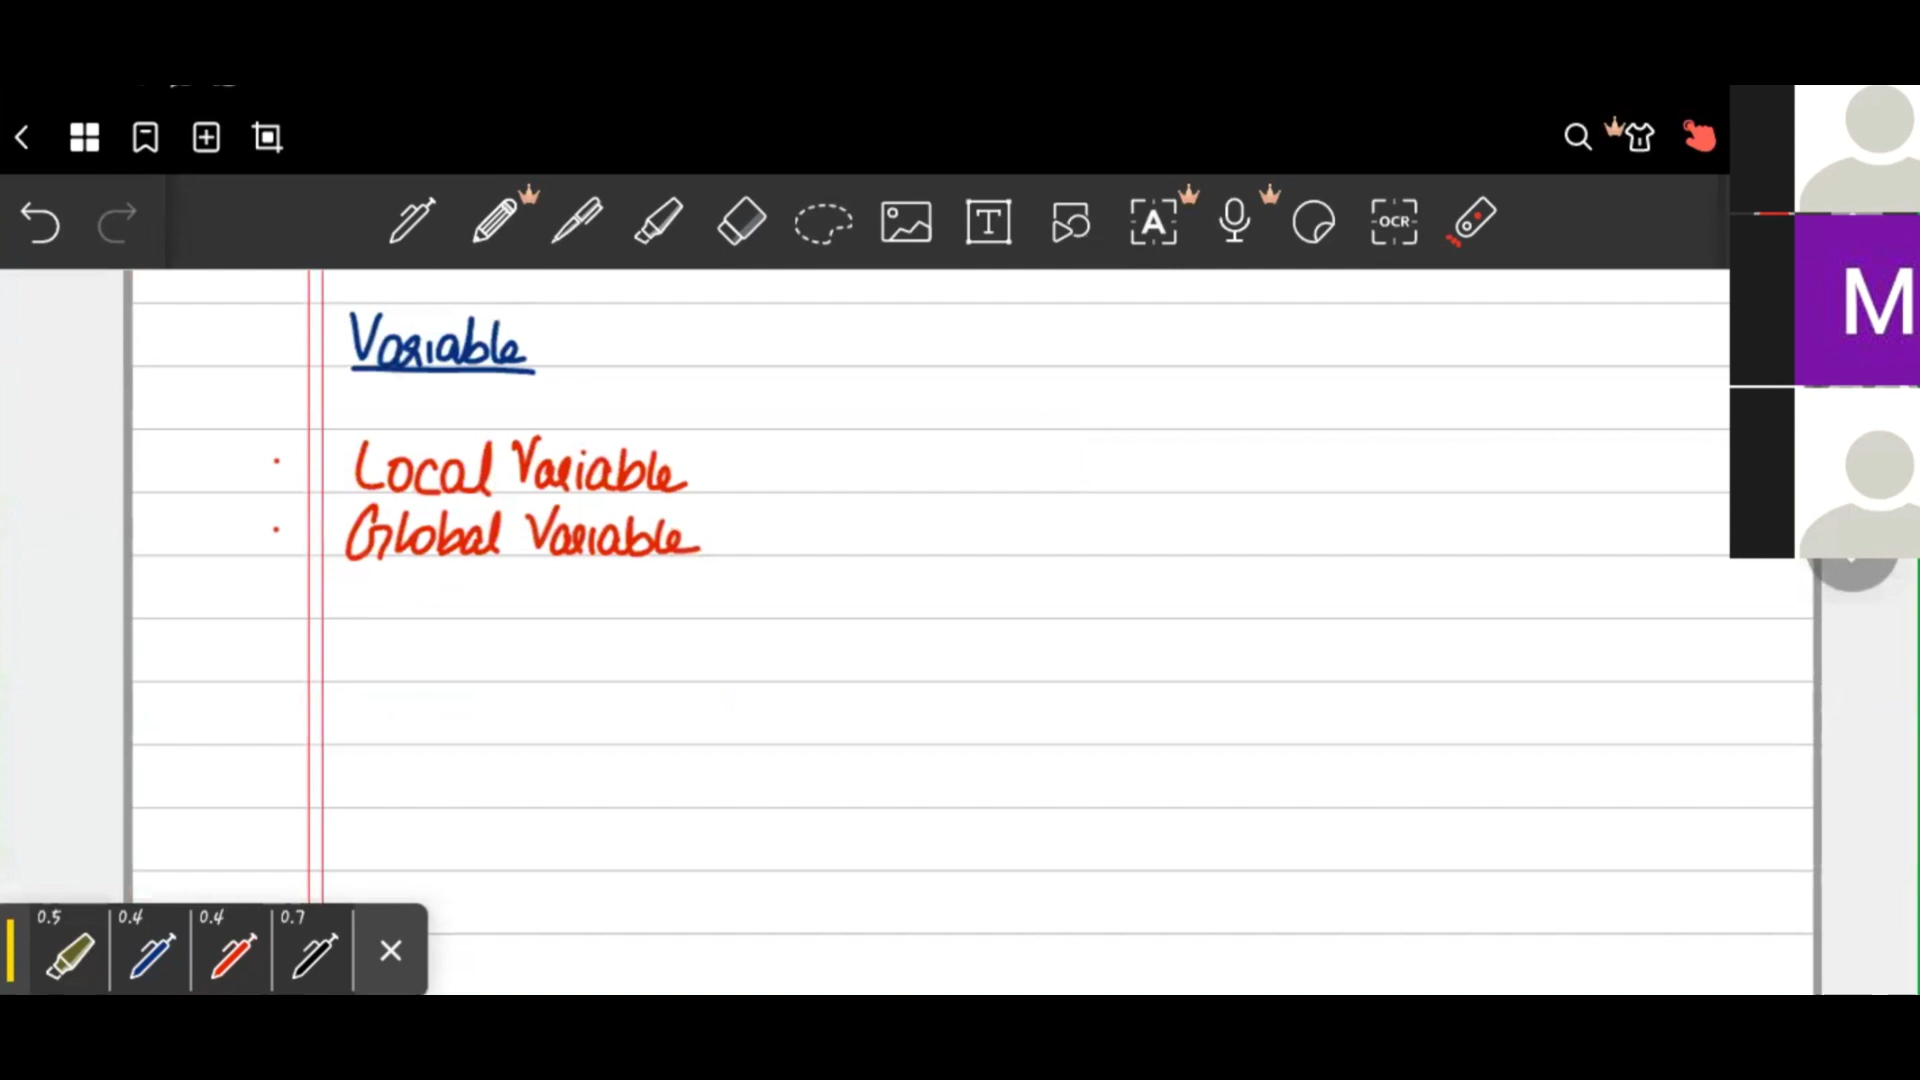 M
OCR
Variable
· Local Variable
· Global Variable
0.5 0.4 0.4 0.7